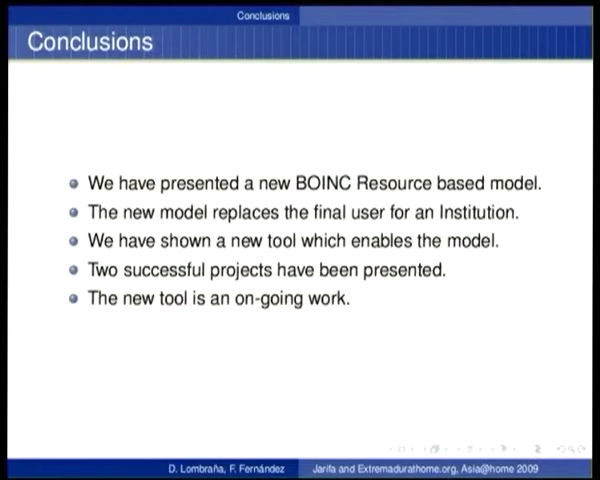 Conclusions
Conclusions
We have presented a new BOINC Resource based model.
The new model replaces the final user for an Institution.
We have shown a new tool which enables the model.
Two successful projects have been presented.
The new tool is an on-going work.
D. Lombraña, F. Fernández
Jarifa and Extremadurathome.org, Asia@home 2009